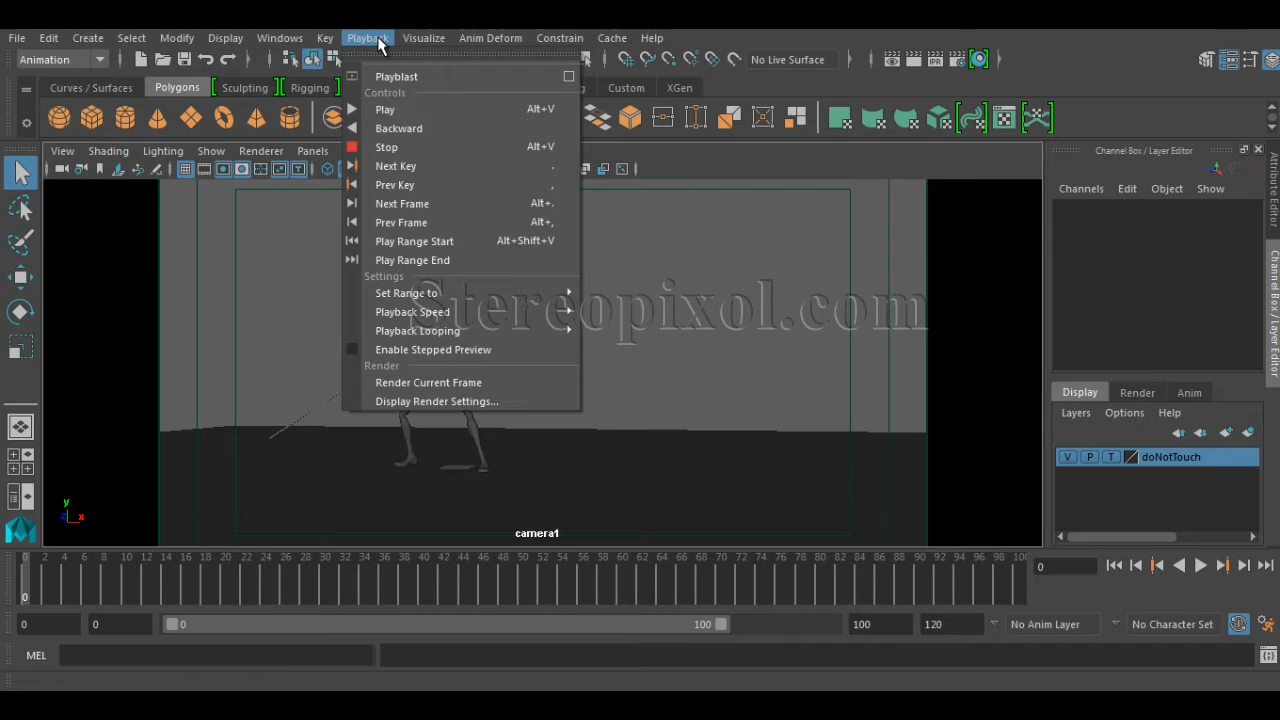 File Edit Create Select Modify Display Windows Key Playback Visualize Anim Deform Constrain Cache Help
Animation
No Live Surface
Curves / Surfaces Polygons Sculpting Rigging Custom XGen
View Shading Lighting Show Renderer Panels
Playblast
Controls
Play Alt+V
Backward
Stop Alt+V
Next Key .
Prev Key ,
Next Frame Alt+.
Prev Frame Alt+,
Play Range Start Alt+Shift+V
Play Range End
Settings
Set Range to
Playback Speed
Playback Looping
Enable Stepped Preview
Render
Render Current Frame
Display Render Settings...
Stereopixol.com
Channel Box / Layer Editor
Channels Edit Object Show
Attribute Editor
Channel Box / Layer Editor
Display Render Anim
Layers Options Help
V P T doNotTouch
y
z x
camera1
0 2 4 6 8 10 12 14 16 18 20 22 24 26 28 30 32 34 36 38 40 42 44 46 48 50 52 54 56 58 60 62 64 66 68 70 72 74 76 78 80 82 84 86 88 90 92 94 96 98 100
0
0
0 0 0 100 100 120 No Anim Layer No Character Set
MEL